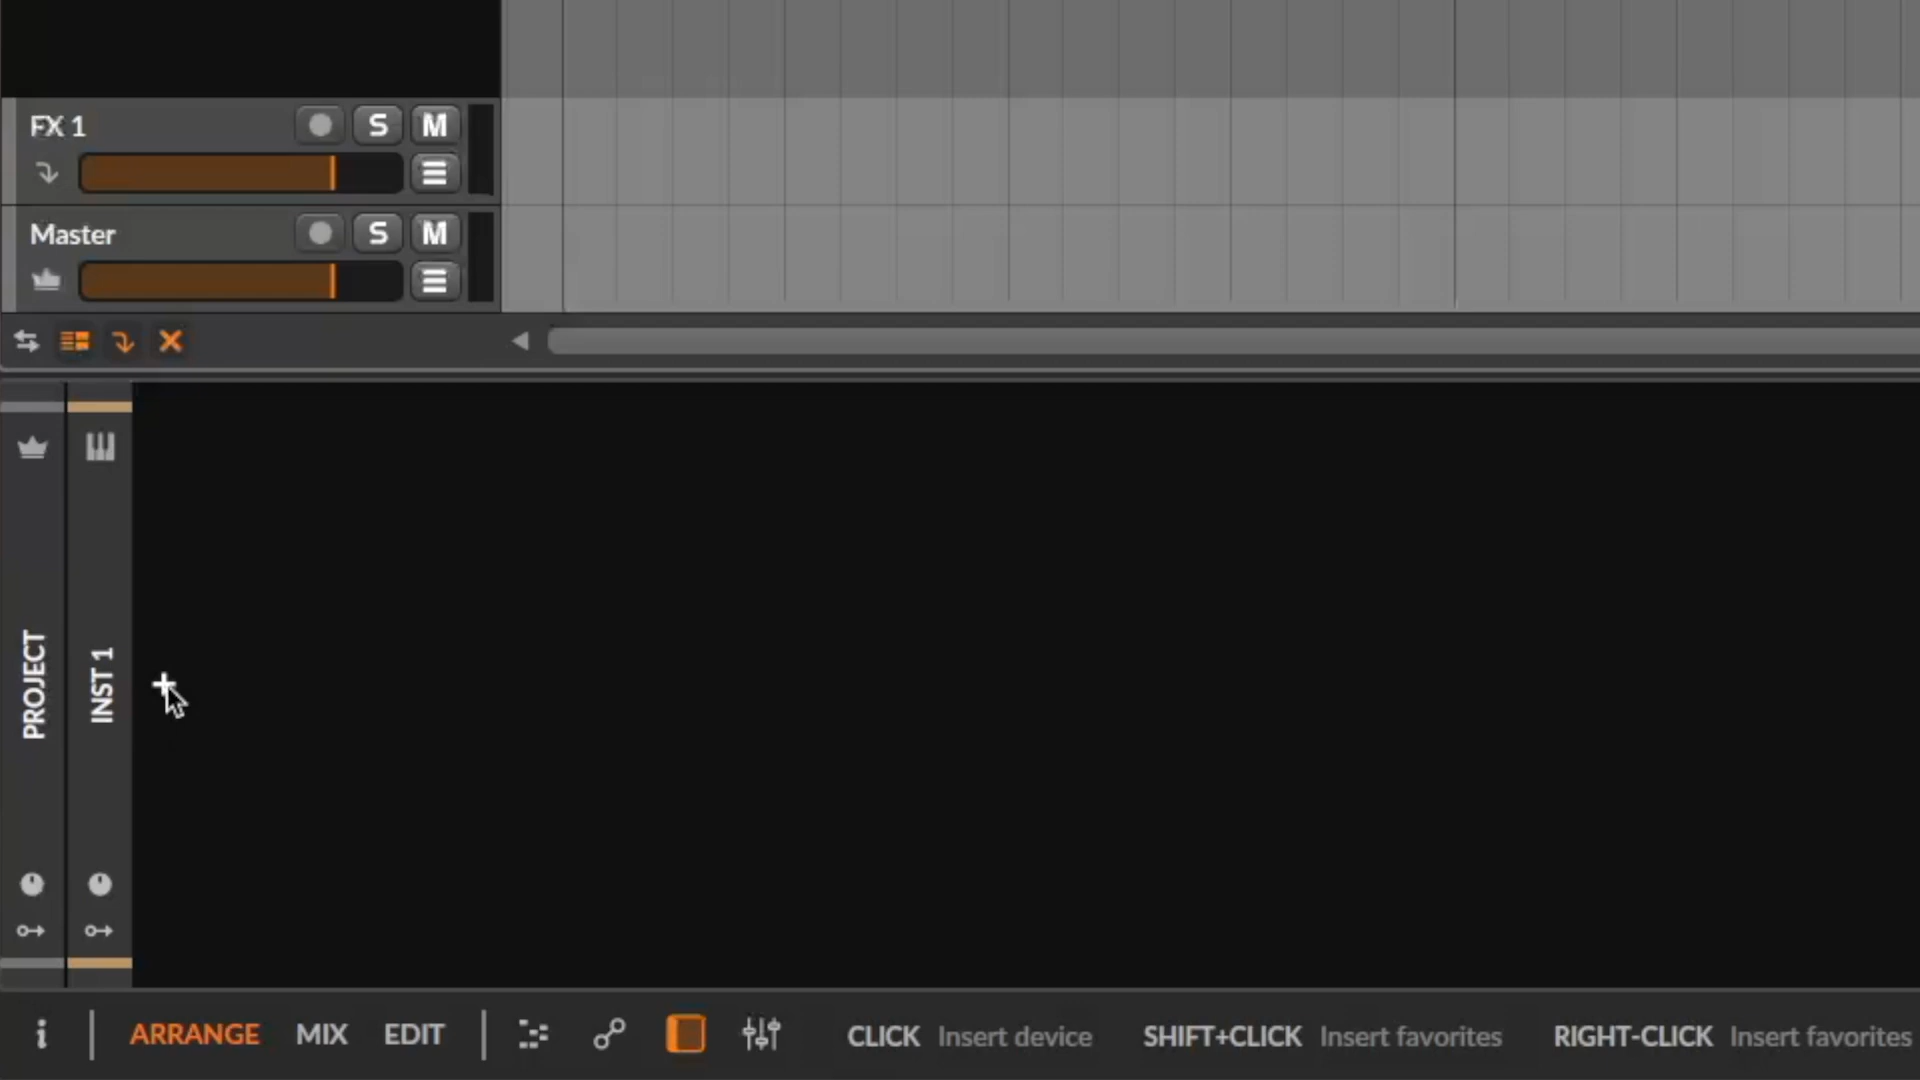 FX 1
S M
Master
S M
PROJECT
INST 1
i ARRANGE MIX EDIT CLICK Insert device SHIFT+CLICK Insert favorites RIGHT-CLICK Insert favorites